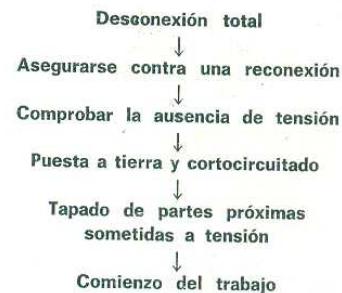 Desconexión total
Asegurarse contra una reconexión
Comprobar la ausencia de tensión
Puesta a tierra y cortocircuitado
Tapado de partes próximas
sometidas a tensión
Comienzo del trabajo